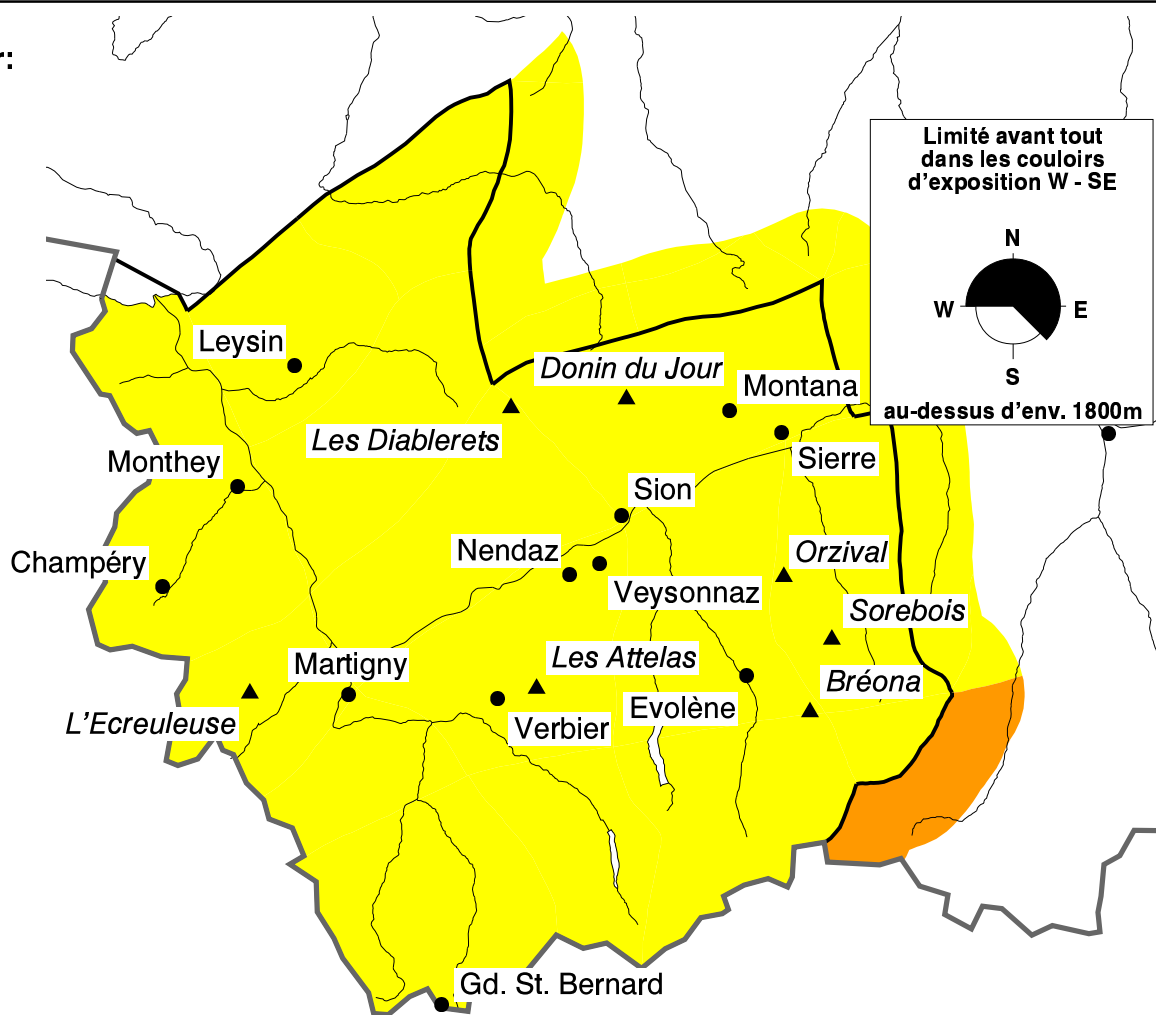 r:
Limité avant tout
dans les couloirs
d'exposition W - SE
N
W
E
S
au-dessus d'env. 1800m
Leysin
Donin du Jour
Montana
Les Diablerets
Sierre
Monthey
Sion
Nendaz
Orzival
Champéry
Veysonnaz
Sorebois
Martigny
Les Attelas
Bréona
L'Ecreuleuse
Verbier
Evolène
Gd. St. Bernard